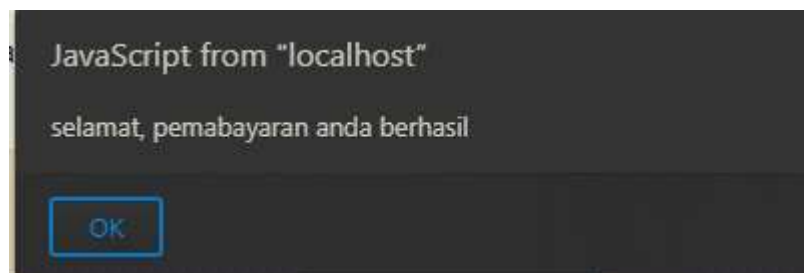 JavaScript from "localhost"
selamat, pemabayaran anda berhasil
OK